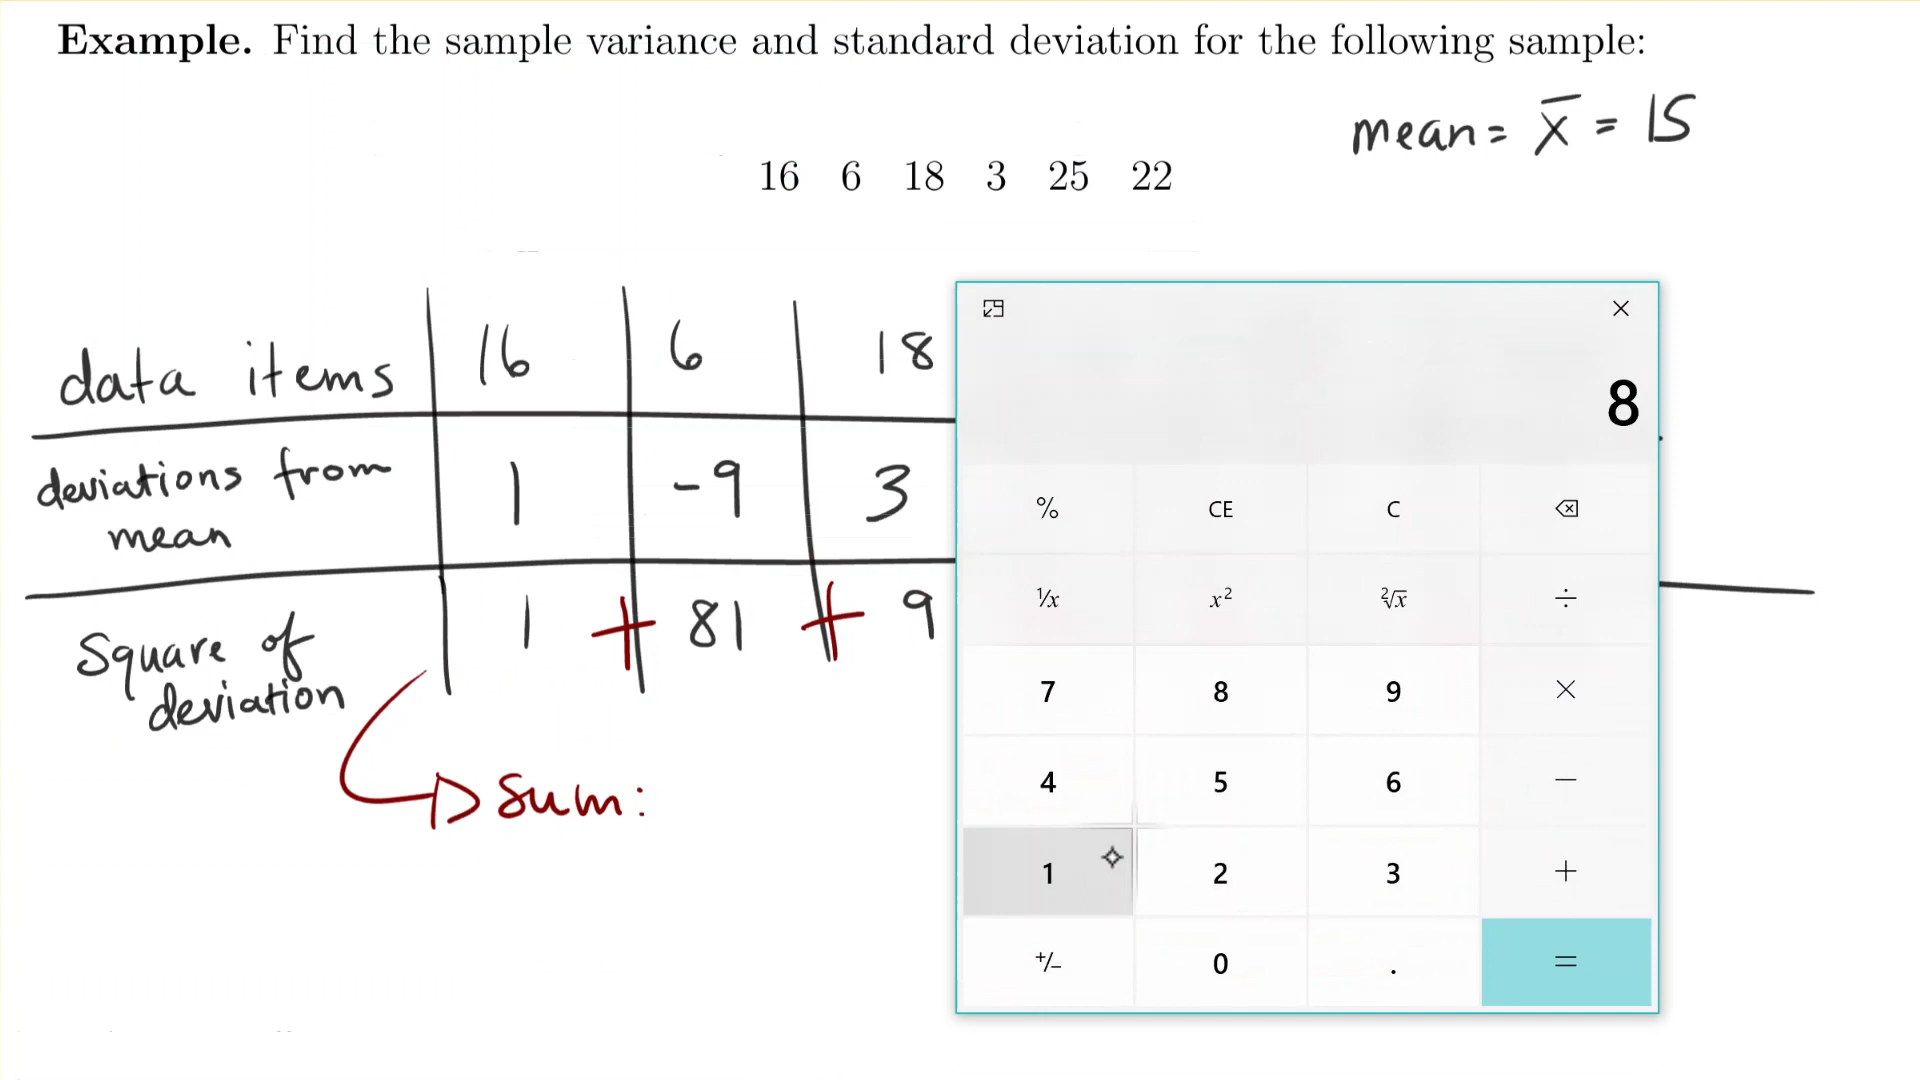 Example. Find the sample variance and standard deviation for the following sample:
mean = x̄ = 15
16 6 18 3 25 22
data items 16 6 18
deviations from mean 1 -9 3
Square of deviation 1 + 81 + 9
sum:
8
% CE C
¹/x x² ²√x ÷
7 8 9 ×
4 5 6 −
1 2 3 +
+/− 0 . =